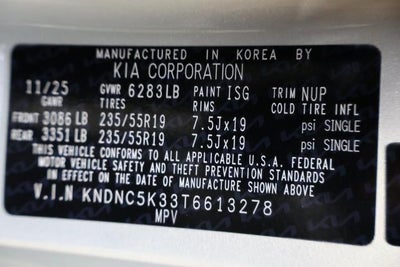 MANUFACTURED IN KOREA BY
KIA CORPORATION
11/25 GVWR 6283LB PAINT ISG TRIM NUP
GAWR TIRES RIMS COLD TIRE INFL
FRONT 3086 LB 235/55R19 7.5Jx19 psi SINGLE
REAR 3351 LB 235/55R19 7.5Jx19 psi SINGLE
THIS VEHICLE CONFORMS TO ALL APPLICABLE U.S.A. FEDERAL
MOTOR VEHICLE SAFETY AND THEFT PREVENTION STANDARDS
IN EFFECT ON THE DATE OF MANUFACTURE SHOWN ABOVE
V.I.N KNDNC5K33T6613278
MPV